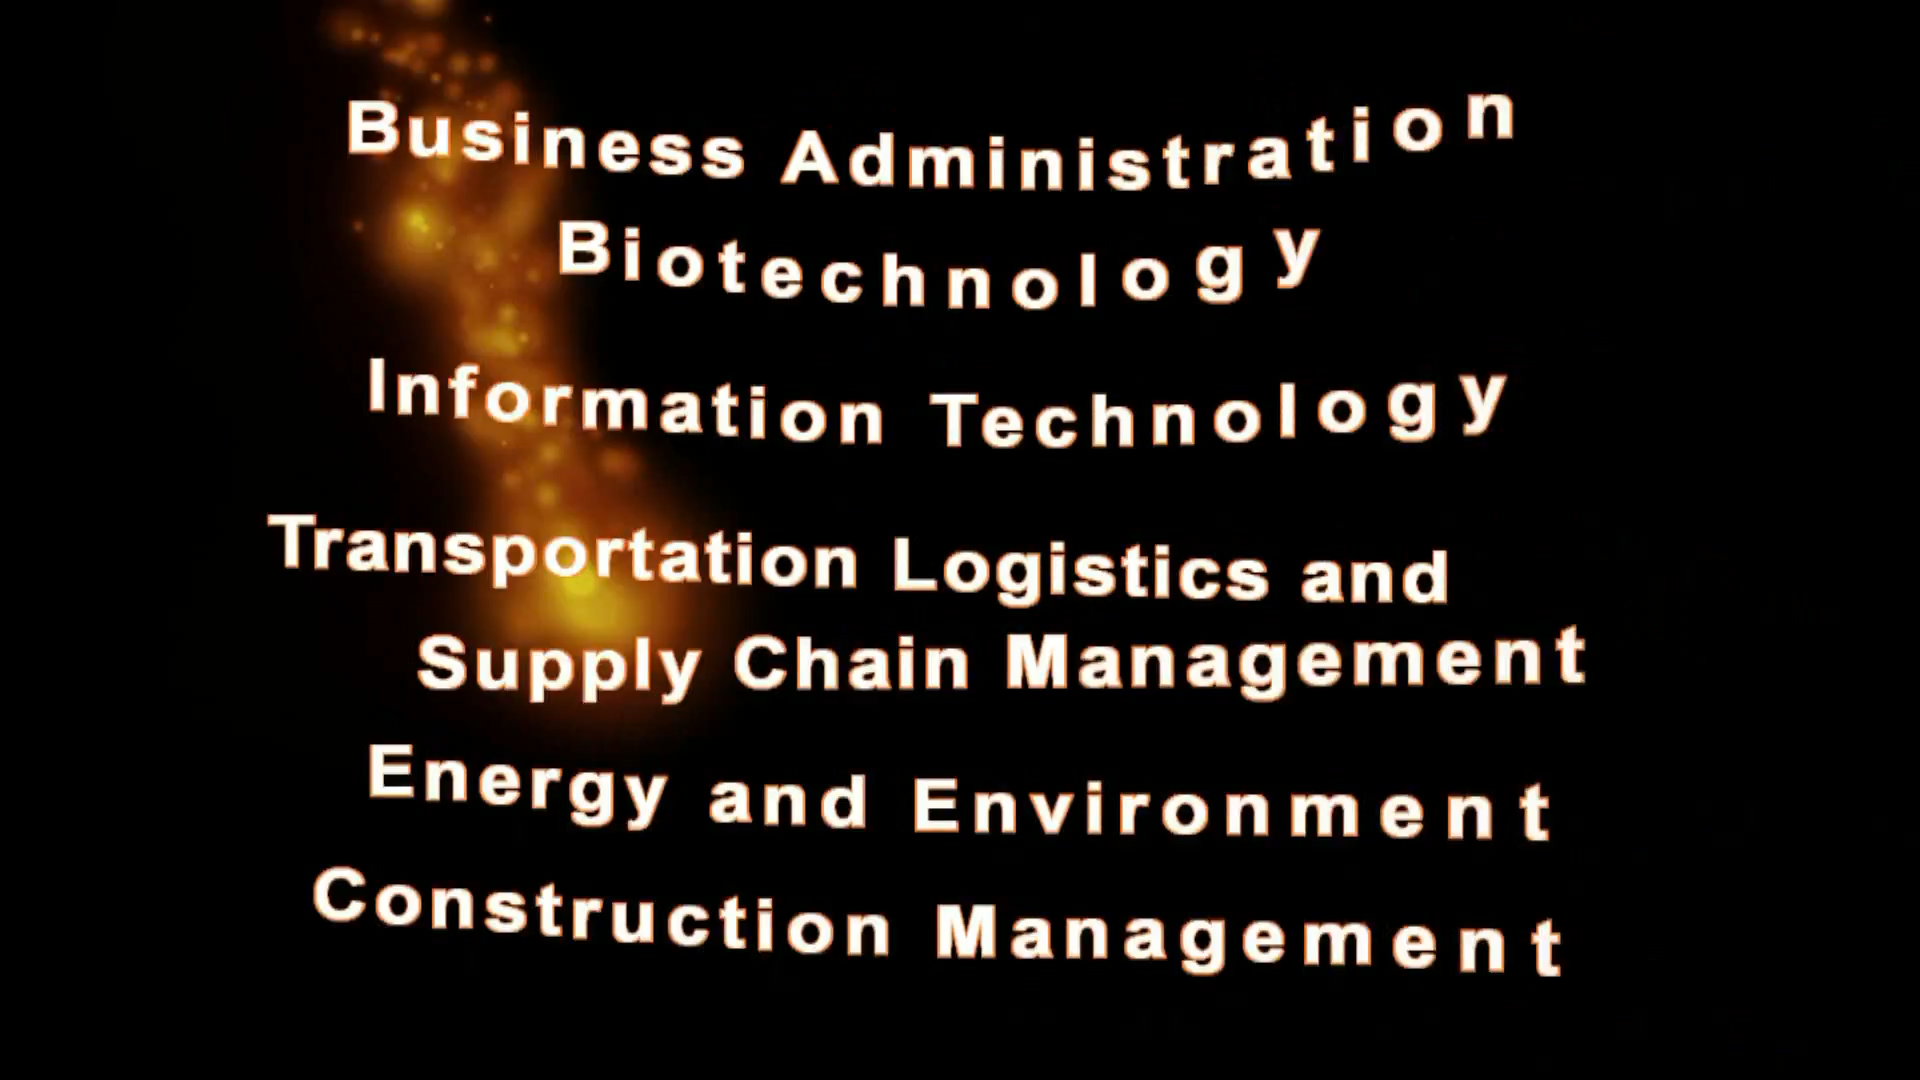 Business Administration
Biotechnology
Information Technology
Transportation Logistics and
Supply Chain Management
Energy and Environment
Construction Management